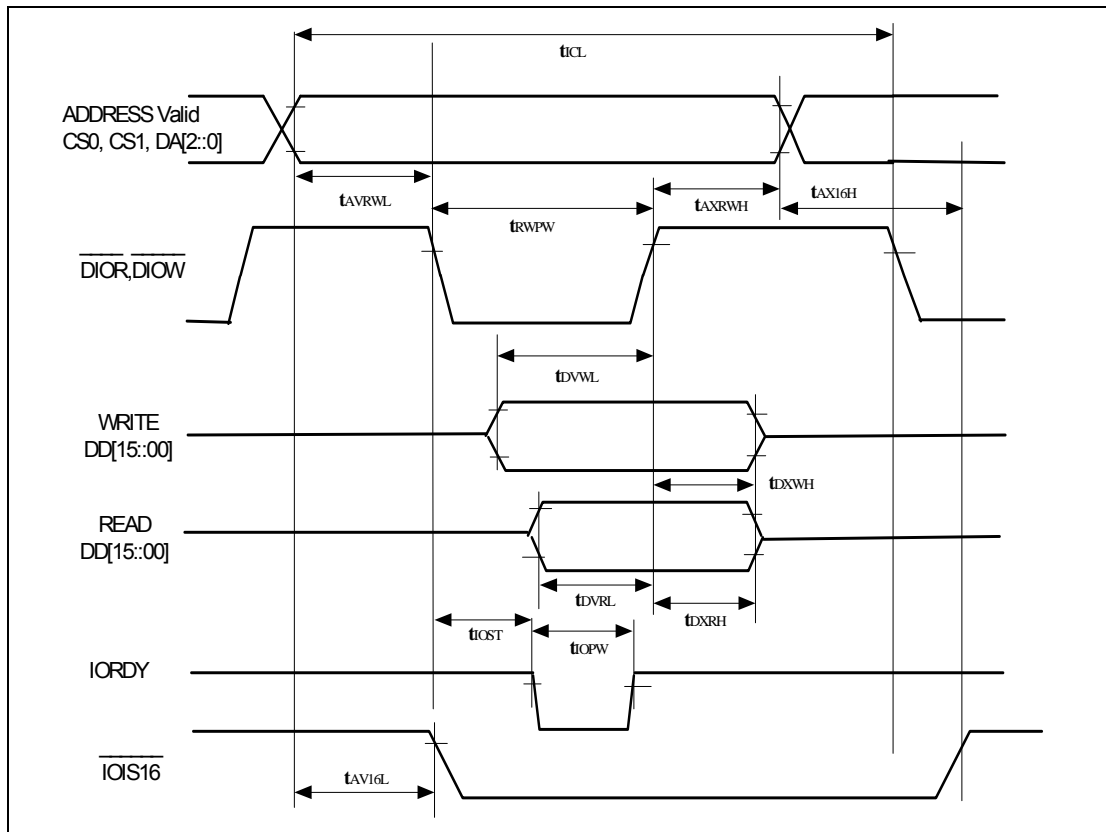 tICL
ADDRESS Valid
CS0, CS1, DA[2::0]
tAVRWL
tRWPW
tAXRWH
tAX16H
DIOR,DIOW
tDVWL
WRITE
DD[15::00]
tDXWH
READ
DD[15::00]
tDVRL
tDXRH
tIOST
tIOPW
IORDY
IOIS16
tAV16L